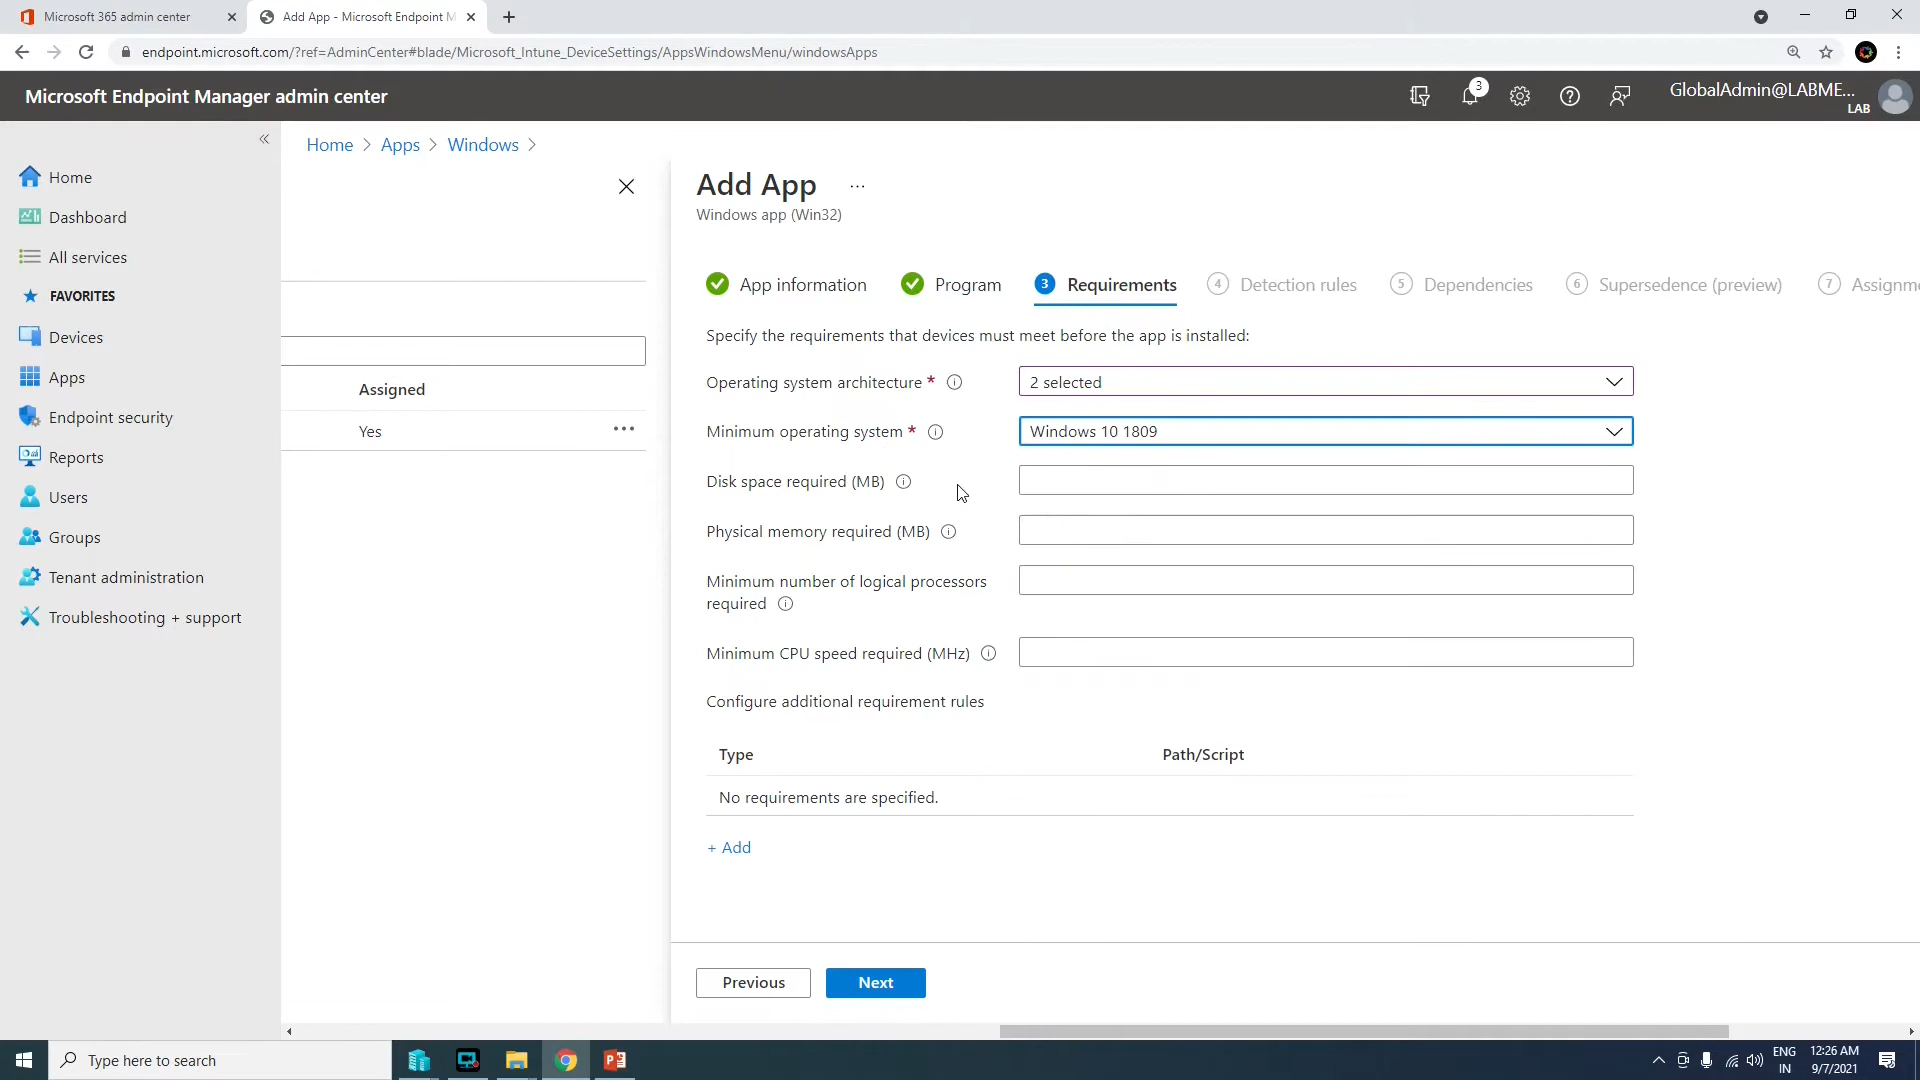 Microsoft 365 admin center
Add App - Microsoft Endpoint M
endpoint.microsoft.com/?ref=AdminCenter#blade/Microsoft_Intune_DeviceSettings/AppsWindowsMenu/windowsApps
Microsoft Endpoint Manager admin center
3
GlobalAdmin@LABME...
LAB
Home
Dashboard
All services
FAVORITES
Devices
Apps
Endpoint security
Reports
Users
Groups
Tenant administration
Troubleshooting + support
Home > Apps > Windows >
Assigned
Yes
Add App ...
Windows app (Win32)
App information
Program
3 Requirements
4 Detection rules
5 Dependencies
6 Supersedence (preview)
7 Assignme
Specify the requirements that devices must meet before the app is installed:
Operating system architecture * 2 selected
Minimum operating system * Windows 10 1809
Disk space required (MB)
Physical memory required (MB)
Minimum number of logical processors
required
Minimum CPU speed required (MHz)
Configure additional requirement rules
Type Path/Script
No requirements are specified.
+ Add
Previous
Next
Type here to search
ENG
IN
12:26 AM
9/7/2021